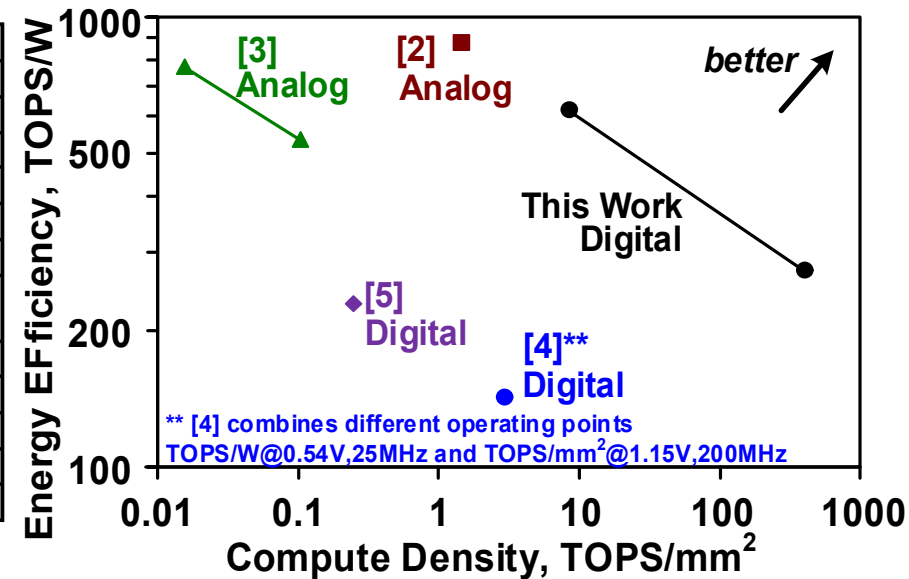 Energy EFficiency, TOPS/W
1000
500
200
100
[3]
Analog
[2]
Analog
better
This Work
Digital
[5]
Digital
[4]**
Digital
** [4] combines different operating points
TOPS/W@0.54V,25MHz and TOPS/mm²@1.15V,200MHz
0.01 0.1 1 10 100 1000
Compute Density, TOPS/mm²